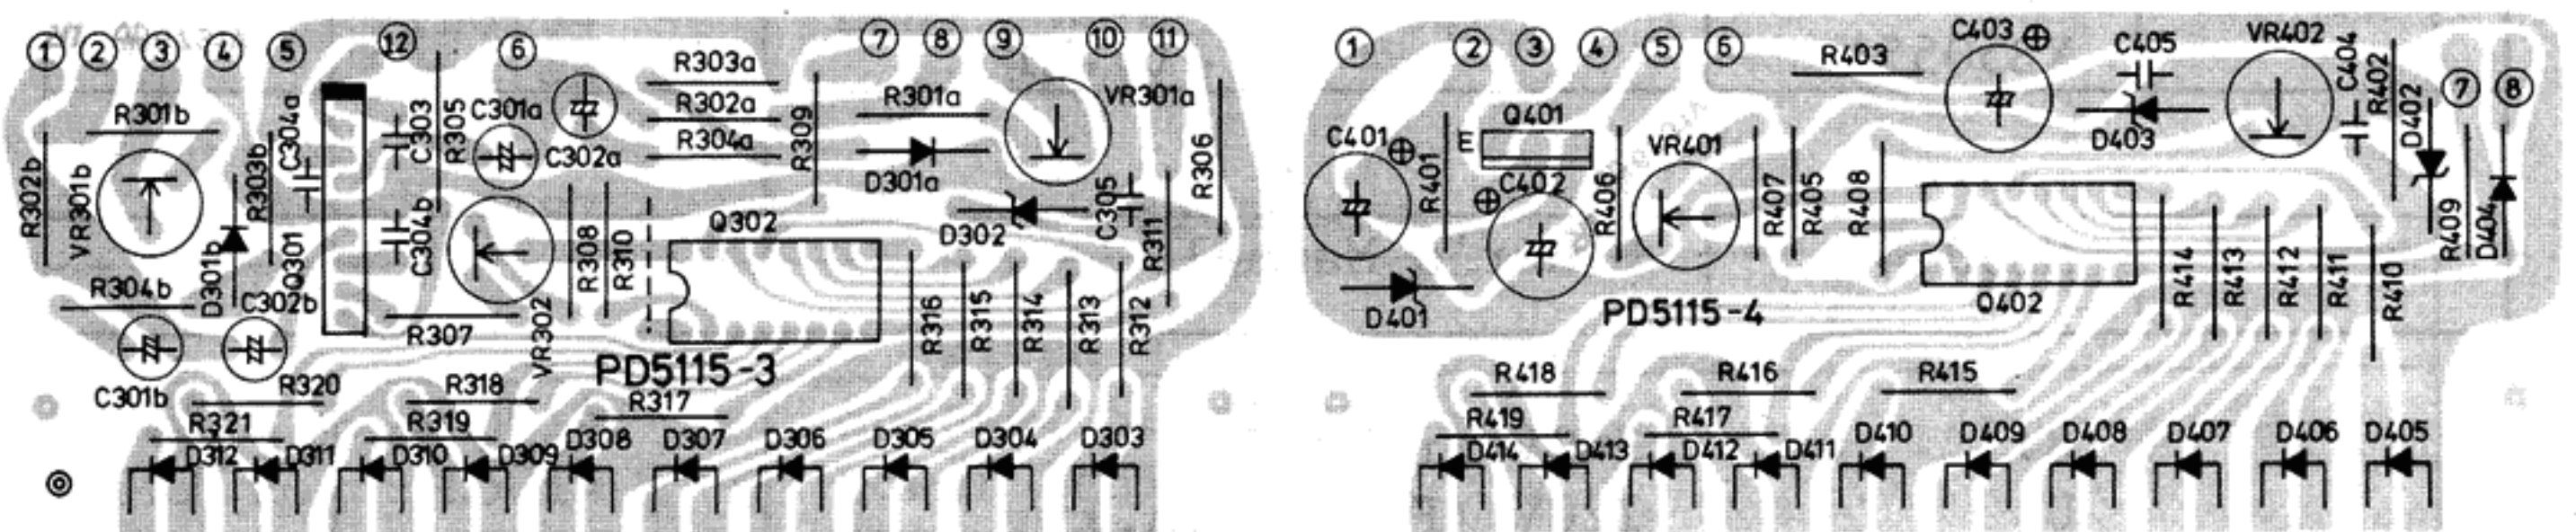 ① ② ③ ④ ⑤ ⑫ ⑥ ⑦ ⑧ ⑨ ⑩ ⑪
R301b
C304a
C303
R305
C301a
C302a
R303a
R302a
R304a
R309
R301a
D301a
VR301a
R306
R302b
VR301b
R303b
D301b
Q301
C304b
R308
R310
Q302
D302
C305
R311
R304b
C302b
R307
VR302
PD5115-3
R316
R315
R314
R313
R312
C301b
R320
R318
R317
R321
R319
D312
D311
D310
D309
D308
D307
D306
D305
D304
D303
① ② ③ ④ ⑤ ⑥ ⑦ ⑧
C403 ⊕
R403
C405
VR402
C404
R402
D402
C401 ⊕
R401
E
Q401
C402 ⊕
R406
VR401
R407
R405
R408
D403
R409
D404
D401
PD5115-4
Q402
R414
R413
R412
R411
R410
R418
R416
R415
R419
R417
D414
D413
D412
D411
D410
D409
D408
D407
D406
D405